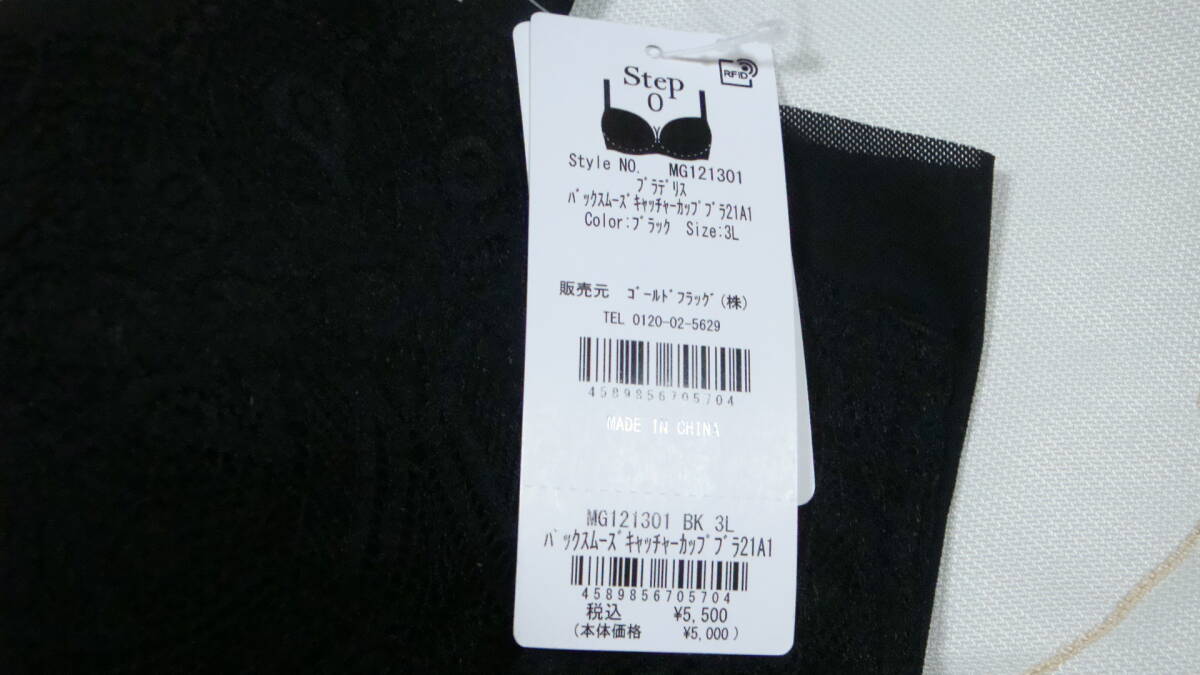 Step
0
RFID
Style NO. MG121301
ﾌﾞﾗﾃﾞﾘｽ
ﾊﾞｯｸｽﾑｰｽﾞｷｬｯﾁｬｰｶｯﾌﾟﾌﾞﾗ21A1
Color:ﾌﾞﾗｯｸ Size:3L
販売元 ｺﾞｰﾙﾄﾞﾌﾗｯｸﾞ(株)
TEL 0120-02-5629
4589856705704
MADE IN CHINA
MG121301 BK 3L
ﾊﾞｯｸｽﾑｰｽﾞｷｬｯﾁｬｰｶｯﾌﾟﾌﾞﾗ21A1
4589856705704
税込 ¥5,500
(本体価格 ¥5,000)